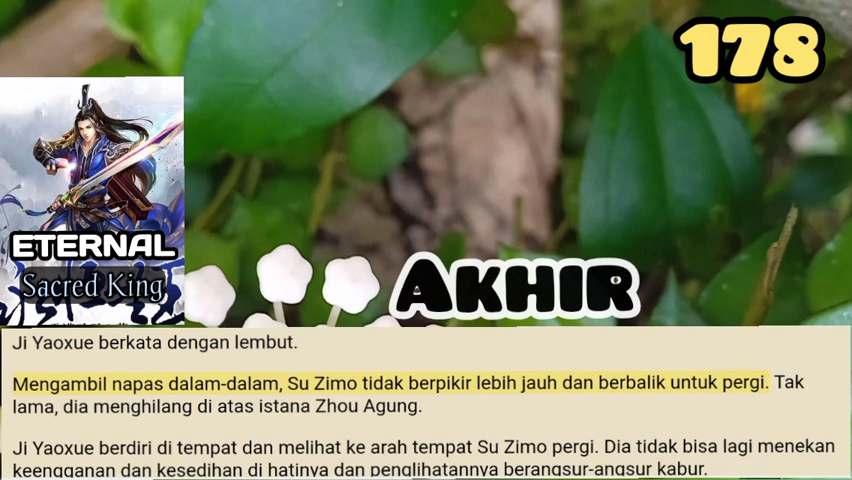 178
ETERNAL
Sacred King
AKHIR
Ji Yaoxue berkata dengan lembut.
Mengambil napas dalam-dalam, Su Zimo tidak berpikir lebih jauh dan berbalik untuk pergi. Tak
lama, dia menghilang di atas istana Zhou Agung.
Ji Yaoxue berdiri di tempat dan melihat ke arah tempat Su Zimo pergi. Dia tidak bisa lagi menekan
keengganan dan kesedihan di hatinya dan penglihatannya berangsur-angsur kabur.